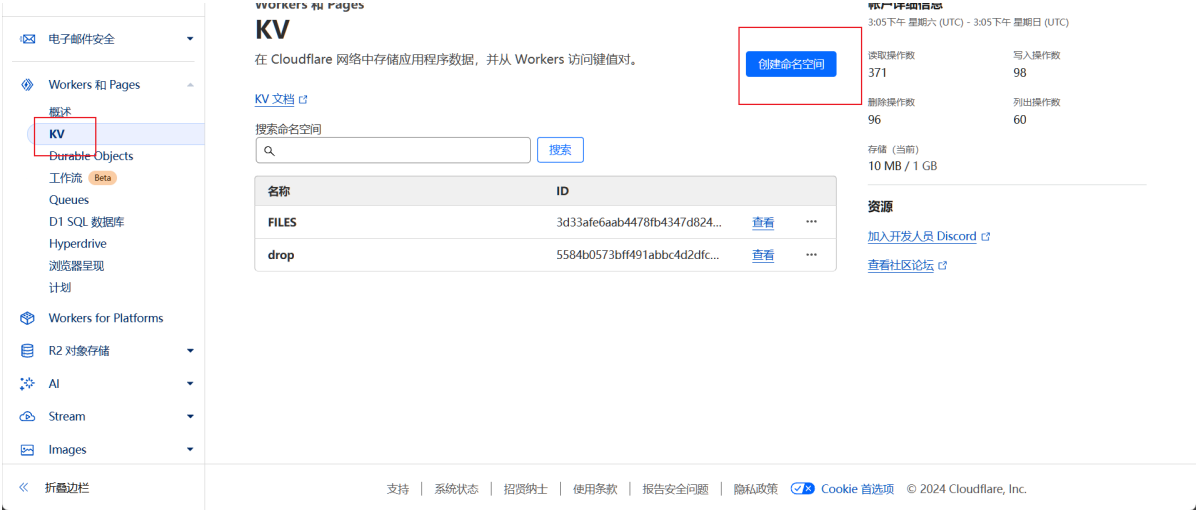 电子邮件安全
Workers 和 Pages
概述
KV
Durable Objects
工作流 Beta
Queues
D1 SQL 数据库
Hyperdrive
浏览器呈现
计划
Workers for Platforms
R2 对象存储
AI
Stream
Images
折叠边栏
Workers 和 Pages
KV
在 Cloudflare 网络中存储应用程序数据，并从 Workers 访问键值对。
创建命名空间
KV 文档
搜索命名空间
搜索
名称 ID
FILES 3d33afe6aab4478fb4347d824... 查看 ...
drop 5584b0573bff491abbc4d2dfc... 查看 ...
帐户详细信息
3:05下午 星期六 (UTC) - 3:05下午 星期日 (UTC)
读取操作数 写入操作数
371 98
删除操作数 列出操作数
96 60
存储（当前）
10 MB / 1 GB
资源
加入开发人员 Discord
查看社区论坛
支持 | 系统状态 | 招贤纳士 | 使用条款 | 报告安全问题 | 隐私政策 | Cookie 首选项 © 2024 Cloudflare, Inc.